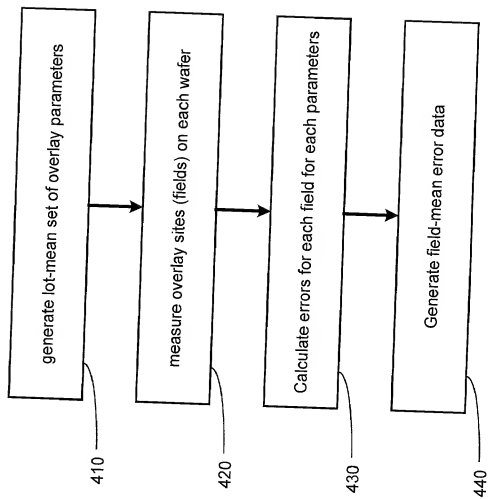 generate lot-mean set of overlay parameters
410
measure overlay sites (fields) on each wafer
420
Calculate errors for each field for each parameters
430
Generate field-mean error data
440